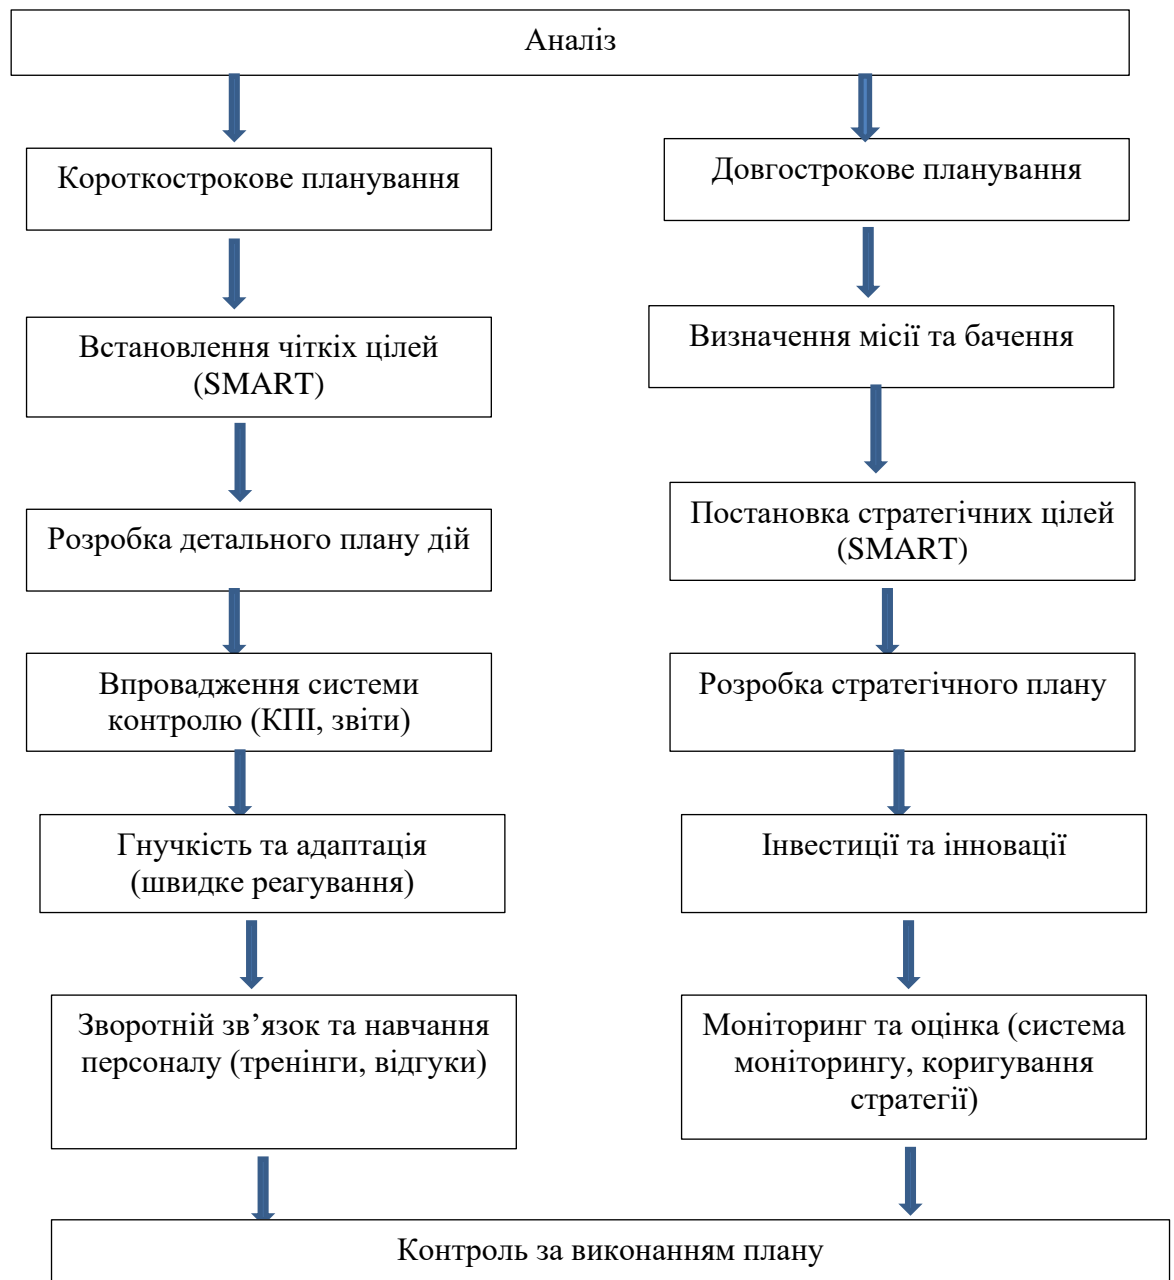 Аналіз
Короткострокове планування
Довгострокове планування
Встановлення чітких цілей
(SMART)
Визначення місії та бачення
Розробка детального плану дій
Постановка стратегічних цілей
(SMART)
Впровадження системи
контролю (КПІ, звіти)
Розробка стратегічного плану
Гнучкість та адаптація
(швидке реагування)
Інвестиції та інновації
Зворотній зв’язок та навчання
персоналу (тренінги, відгуки)
Моніторинг та оцінка (система
моніторингу, коригування
стратегії)
Контроль за виконанням плану